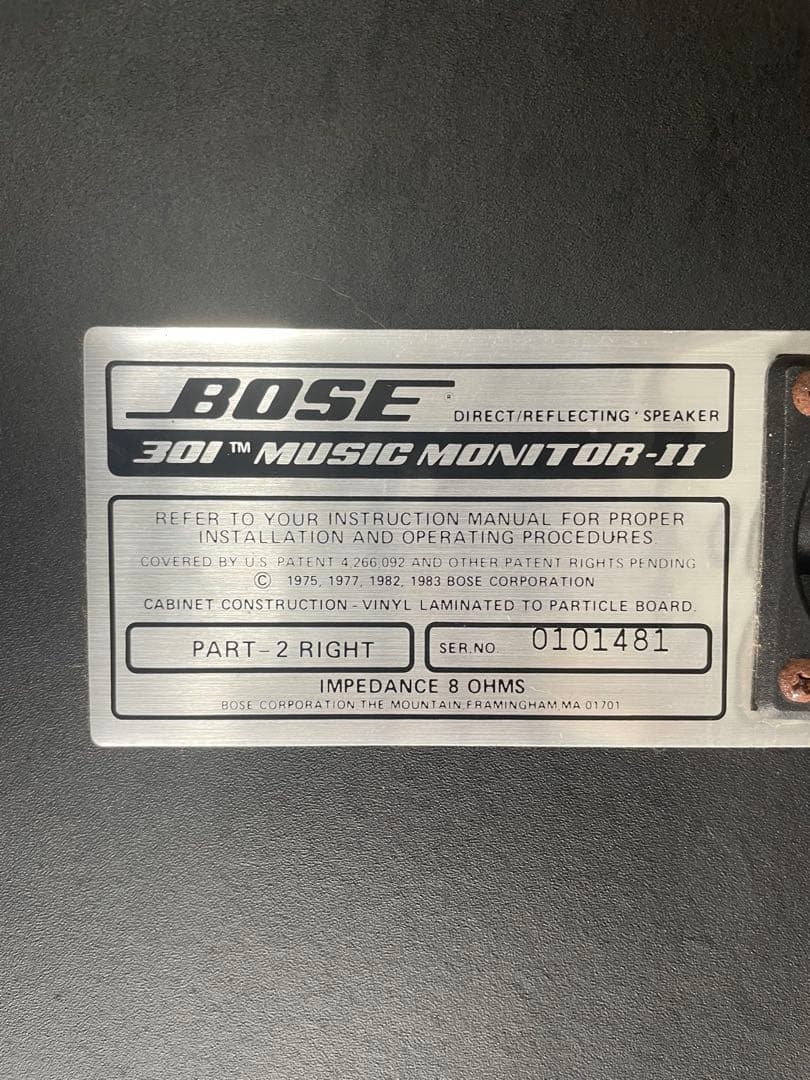 BOSE®
DIRECT/REFLECTING® SPEAKER
301™ MUSIC MONITOR-II
REFER TO YOUR INSTRUCTION MANUAL FOR PROPER
INSTALLATION AND OPERATING PROCEDURES
COVERED BY U.S. PATENT 4,266,092 AND OTHER PATENT RIGHTS PENDING
© 1975, 1977, 1982, 1983 BOSE CORPORATION
CABINET CONSTRUCTION - VINYL LAMINATED TO PARTICLE BOARD.
PART-2 RIGHT
SER.NO. 0101481
IMPEDANCE 8 OHMS
BOSE CORPORATION THE MOUNTAIN, FRAMINGHAM MA 01701